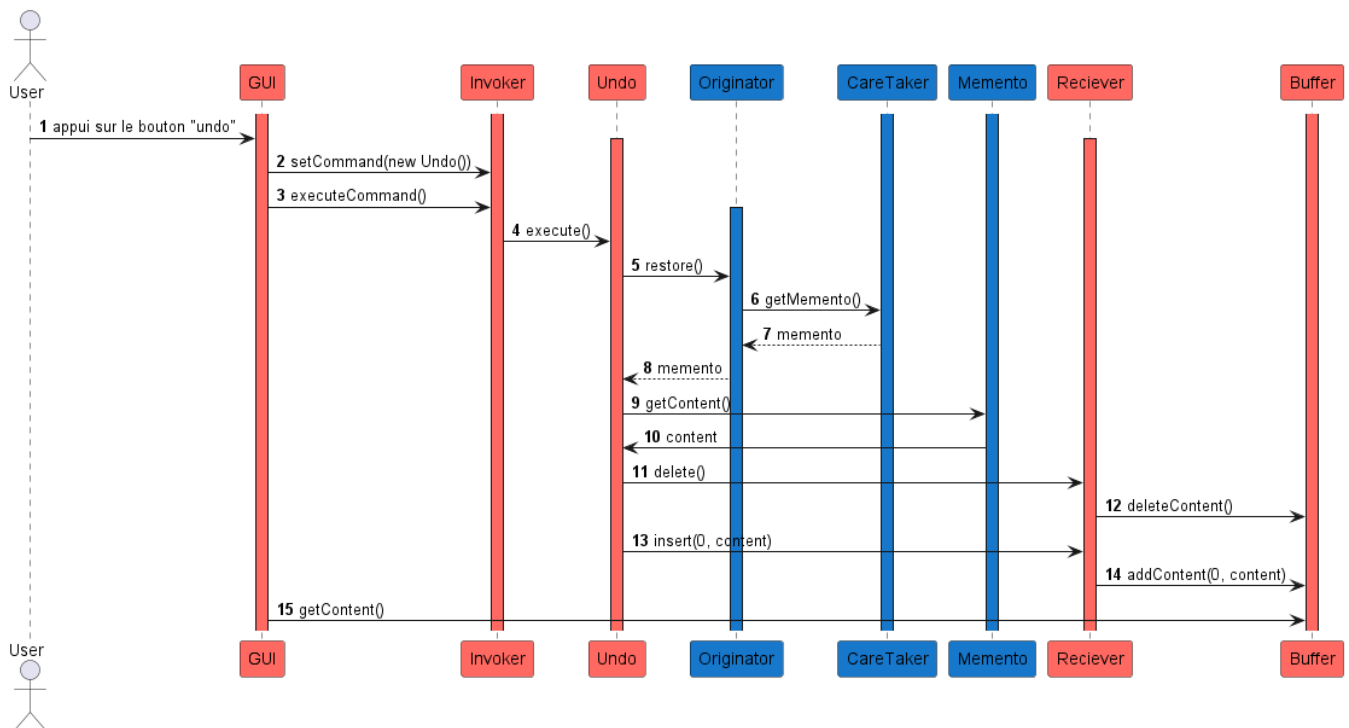 User
GUI
Invoker
Undo
Originator
CareTaker
Memento
Reciever
Buffer
1 appui sur le bouton "undo"
2 setCommand(new Undo())
3 executeCommand()
4 execute()
5 restore()
6 getMemento()
7 memento
8 memento
9 getContent()
10 content
11 delete()
12 deleteContent()
13 insert(0, content)
14 addContent(0, content)
15 getContent()
User
GUI
Invoker
Undo
Originator
CareTaker
Memento
Reciever
Buffer